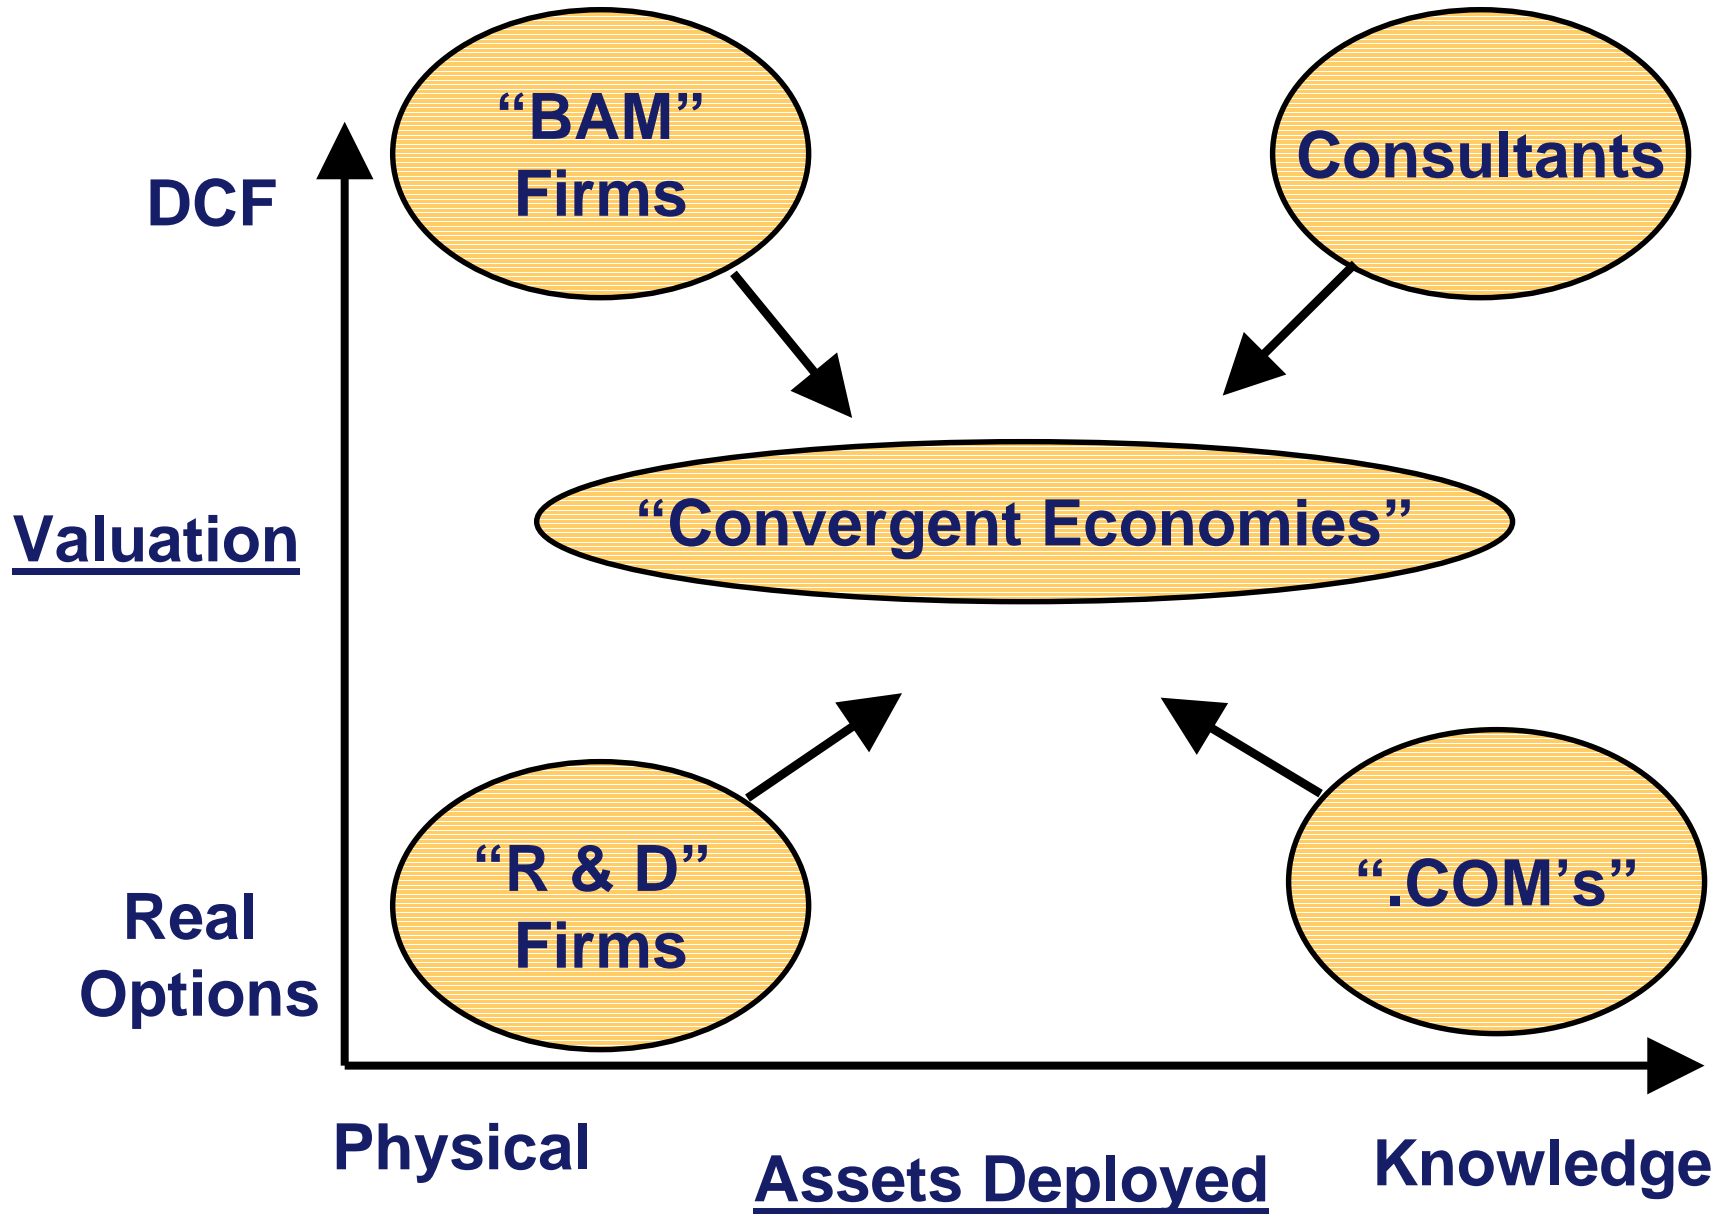 “BAM”
Firms
Consultants
DCF
“Convergent Economies”
Valuation
“R & D”
Firms
“.COM’s”
Real
Options
Physical
Assets Deployed
Knowledge